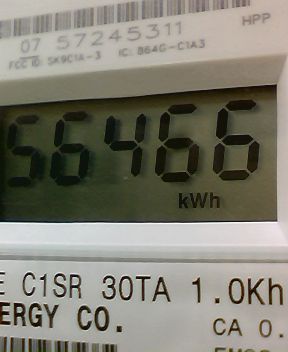 HPP
07 57245311
FCC ID: SK9C1A-3 IC: 864G-C1A3
56466
kWh
E C1SR 30TA 1.0Kh
ERGY CO.
CA 0.